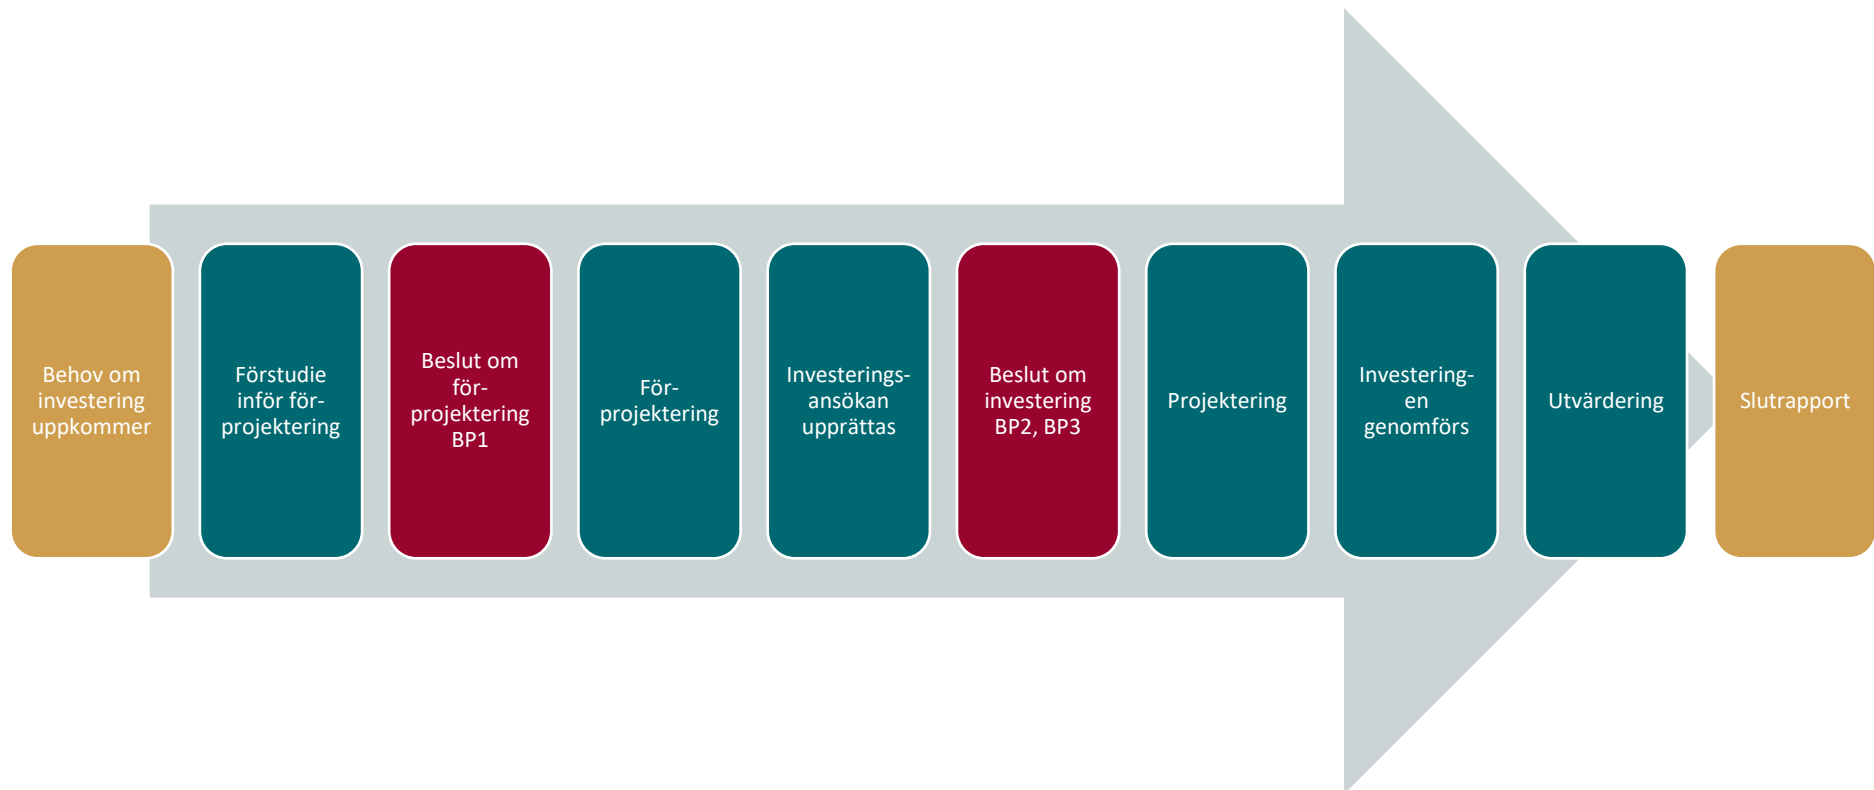 Behov om
investering
uppkommer
Förstudie
inför för-
projektering
Beslut om
för-
projektering
BP1
För-
projektering
Investerings-
ansökan
upprättas
Beslut om
investering
BP2, BP3
Projektering
Investering-
en
genomförs
Utvärdering
Slutrapport